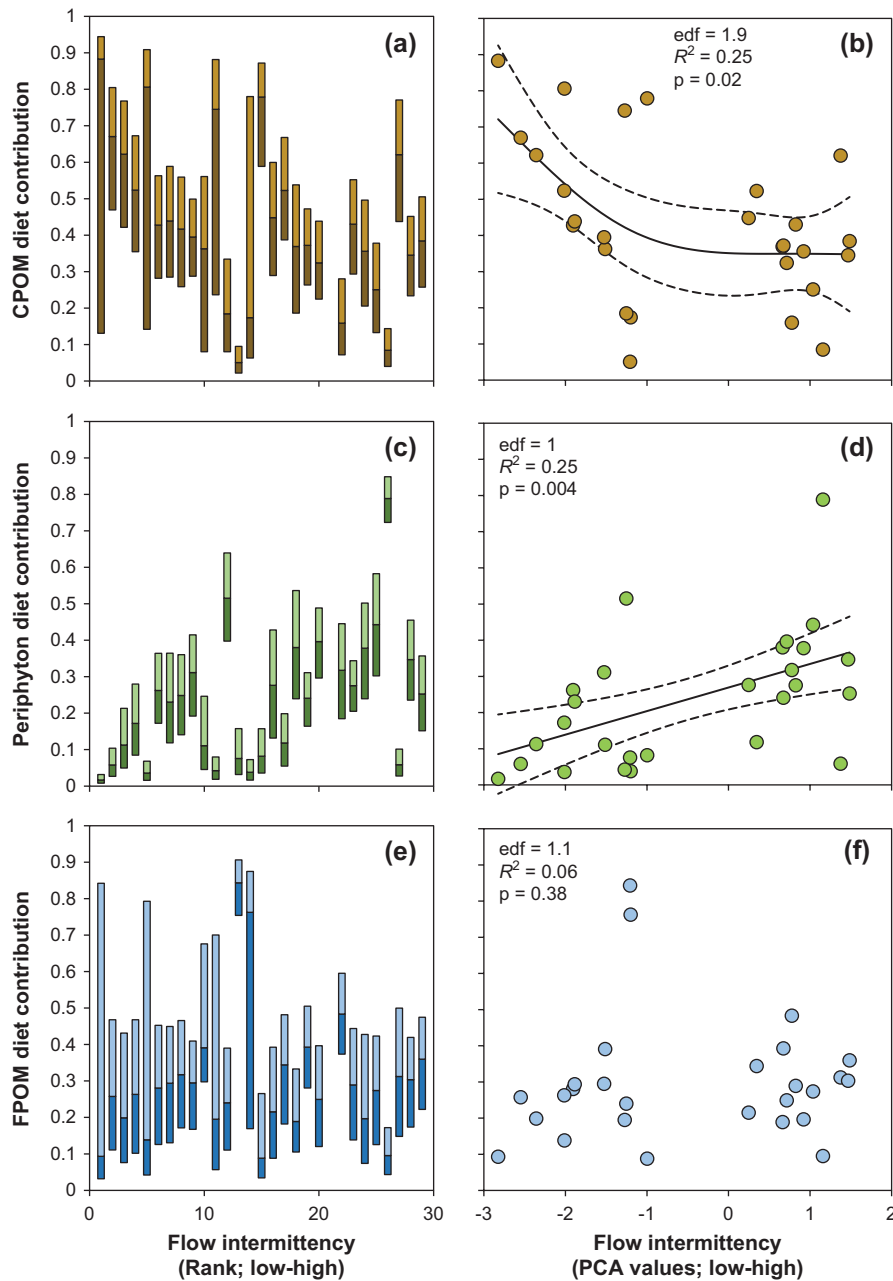 (a)
CPOM diet contribution
1
0.9
0.8
0.7
0.6
0.5
0.4
0.3
0.2
0.1
0
(b)
edf = 1.9
R² = 0.25
p = 0.02
(c)
Periphyton diet contribution
1
0.9
0.8
0.7
0.6
0.5
0.4
0.3
0.2
0.1
0
(d)
edf = 1
R² = 0.25
p = 0.004
(e)
FPOM diet contribution
1
0.9
0.8
0.7
0.6
0.5
0.4
0.3
0.2
0.1
0
0 10 20 30
Flow intermittency
(Rank; low-high)
(f)
edf = 1.1
R² = 0.06
p = 0.38
-3 -2 -1 0 1 2
Flow intermittency
(PCA values; low-high)